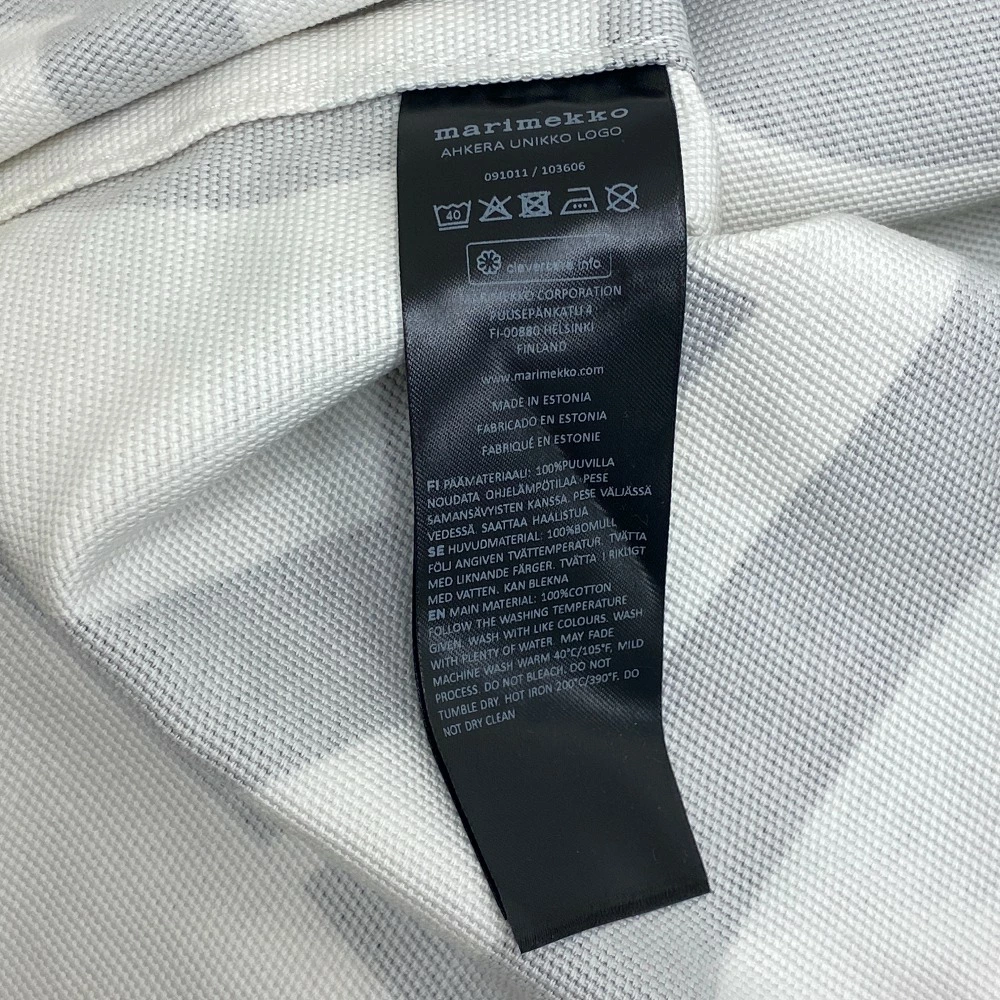 marimekko
AHKERA UNIKKO LOGO
091011 / 103606
40
clevercare.info
MARIMEKKO CORPORATION
PUUSEPÄNKATU 4
FI-00880 HELSINKI
FINLAND
www.marimekko.com
MADE IN ESTONIA
FABRICADO EN ESTONIA
FABRIQUÉ EN ESTONIE
FI PÄÄMATERIAALI: 100%PUUVILLA
NOUDATA OHJELÄMPÖTILAA PESE
SAMANSÄVYISTEN KANSSA. PESE VÄLJÄSSÄ
VEDESSÄ. SAATTAA HAALISTUA
SE HUVUDMATERIAL: 100%BOMULL
FÖLJ ANGIVEN TVÄTTEMPERATUR. TVÄTTA
MED LIKNANDE FÄRGER. TVÄTTA I RIKLIGT
MED VATTEN. KAN BLEKNA
EN MAIN MATERIAL: 100%COTTON
FOLLOW THE WASHING TEMPERATURE
GIVEN. WASH WITH LIKE COLOURS. WASH
WITH PLENTY OF WATER. MAY FADE
MACHINE WASH WARM 40°C/105°F, MILD
PROCESS. DO NOT BLEACH. DO NOT
TUMBLE DRY. HOT IRON 200°C/390°F. DO
NOT DRY CLEAN